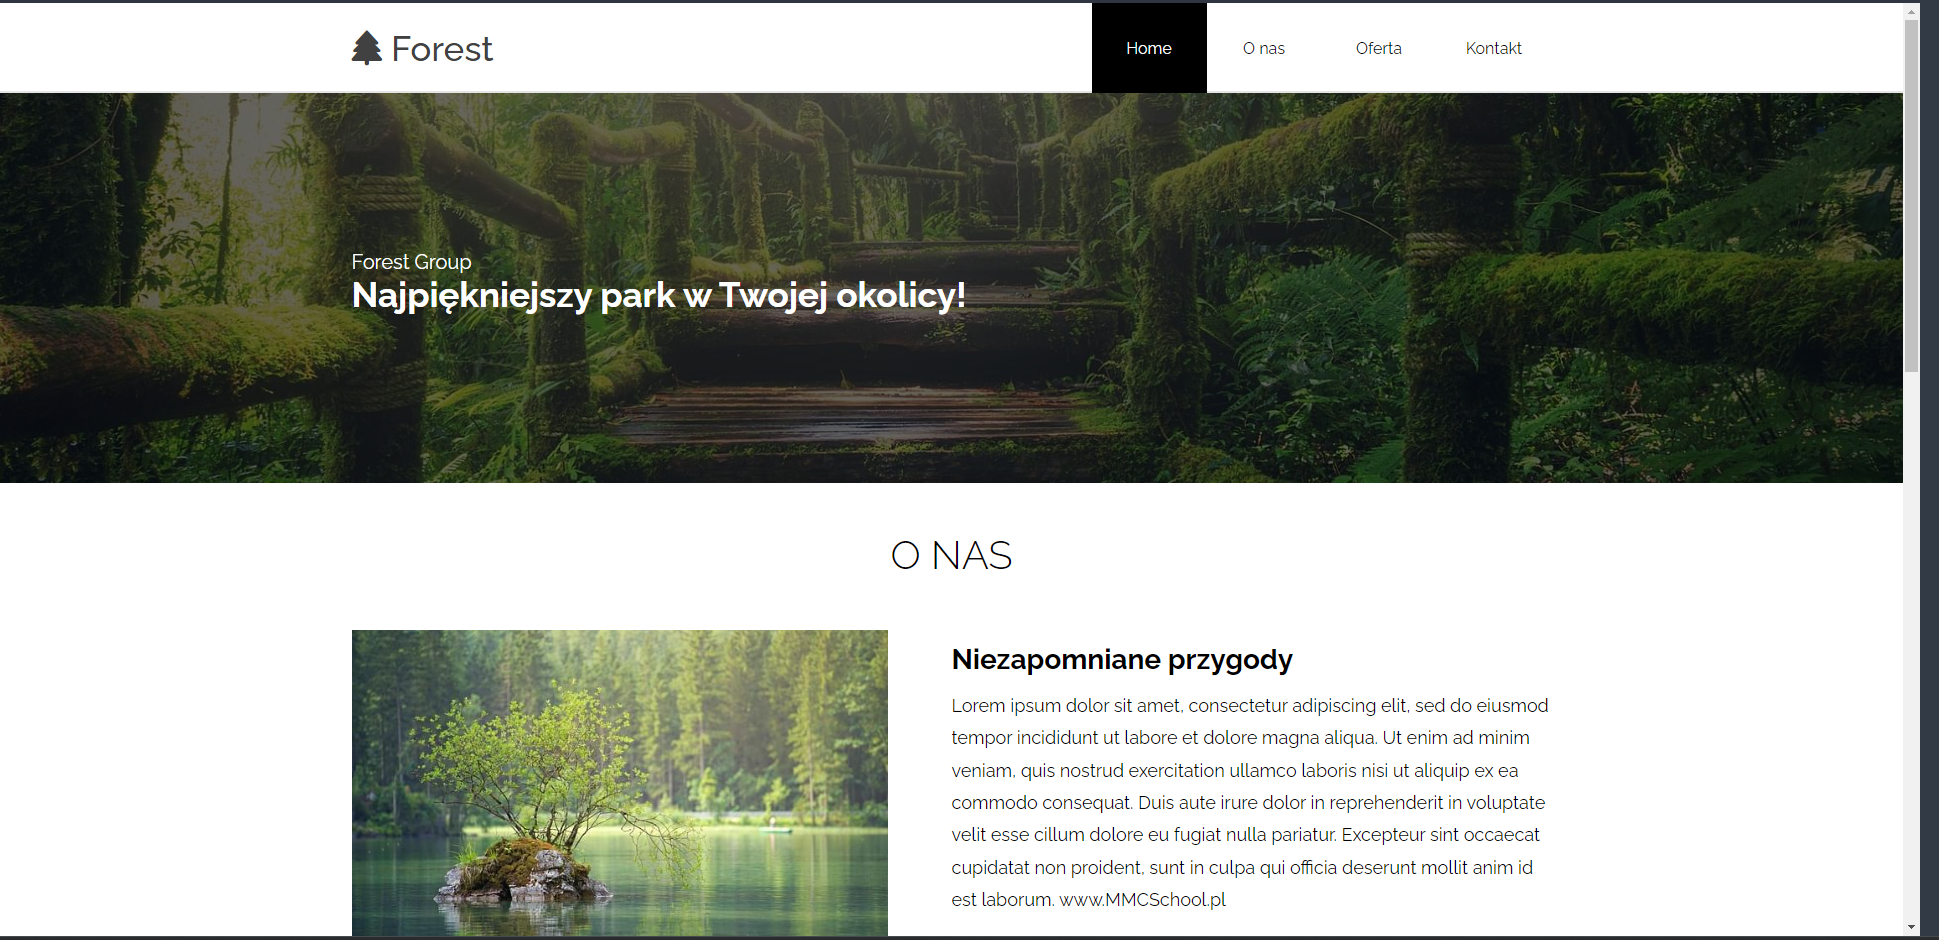 Forest
Home O nas Oferta Kontakt
Forest Group
Najpiękniejszy park w Twojej okolicy!
O NAS
Niezapomniane przygody
Lorem ipsum dolor sit amet, consectetur adipiscing elit, sed do eiusmod
tempor incididunt ut labore et dolore magna aliqua. Ut enim ad minim
veniam, quis nostrud exercitation ullamco laboris nisi ut aliquip ex ea
commodo consequat. Duis aute irure dolor in reprehenderit in voluptate
velit esse cillum dolore eu fugiat nulla pariatur. Excepteur sint occaecat
cupidatat non proident, sunt in culpa qui officia deserunt mollit anim id
est laborum. www.MMCSchool.pl